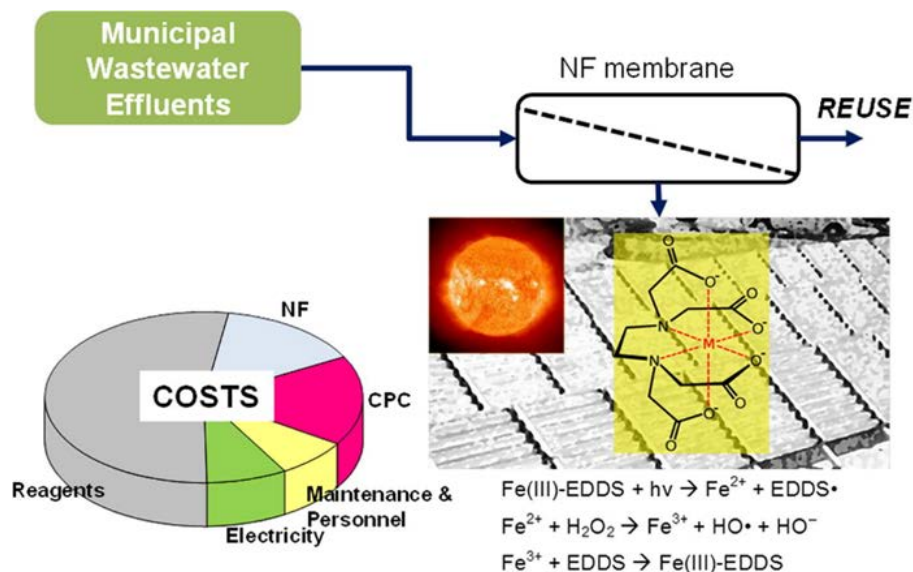 Municipal
Wastewater
Effluents
NF membrane
REUSE
O
O⁻
O
N
O⁻
M
N
O⁻
O
O⁻
O
NF
COSTS
CPC
Reagents
Maintenance &
Personnel
Electricity
Fe(III)-EDDS + hν → Fe²⁺ + EDDS•
Fe²⁺ + H₂O₂ → Fe³⁺ + HO• + HO⁻
Fe³⁺ + EDDS → Fe(III)-EDDS